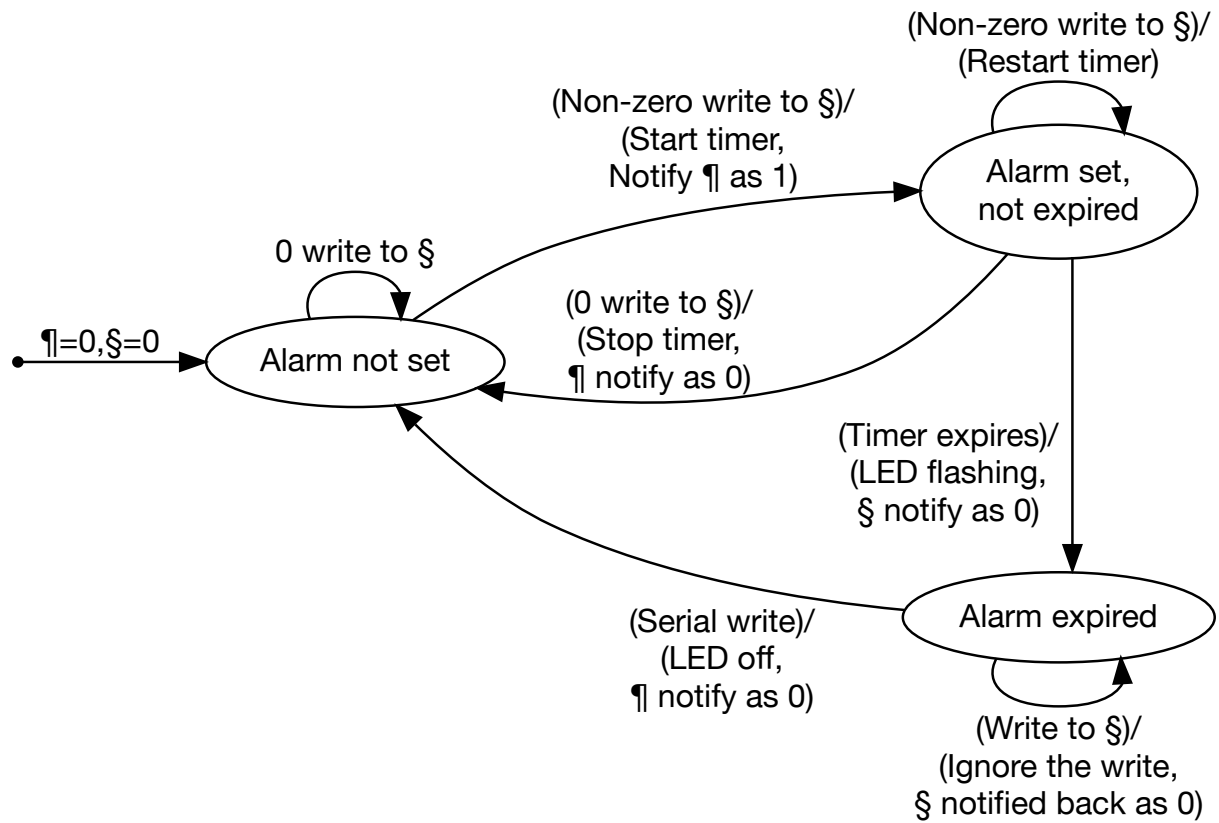 (Non-zero write to §)/
(Restart timer)
(Non-zero write to §)/
(Start timer,
Notify ¶ as 1)
Alarm set,
not expired
0 write to §
(0 write to §)/
(Stop timer,
¶ notify as 0)
¶=0,§=0
Alarm not set
(Timer expires)/
(LED flashing,
§ notify as 0)
(Serial write)/
(LED off,
¶ notify as 0)
Alarm expired
(Write to §)/
(Ignore the write,
§ notified back as 0)